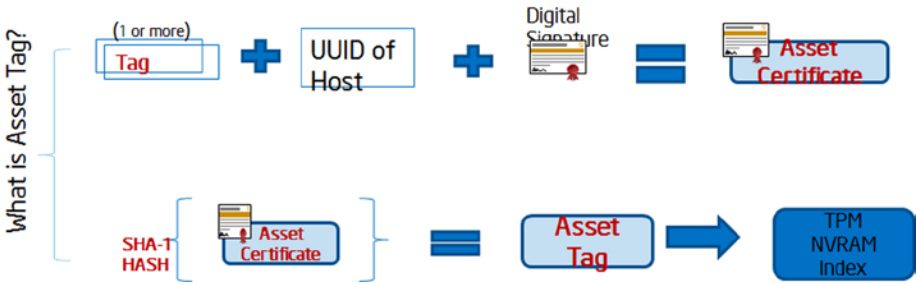 What is Asset Tag?
(1 or more)
Tag
UUID of
Host
Digital
Signature
Asset
Certificate
SHA-1
HASH
Asset
Certificate
Asset
Tag
TPM
NVRAM
Index